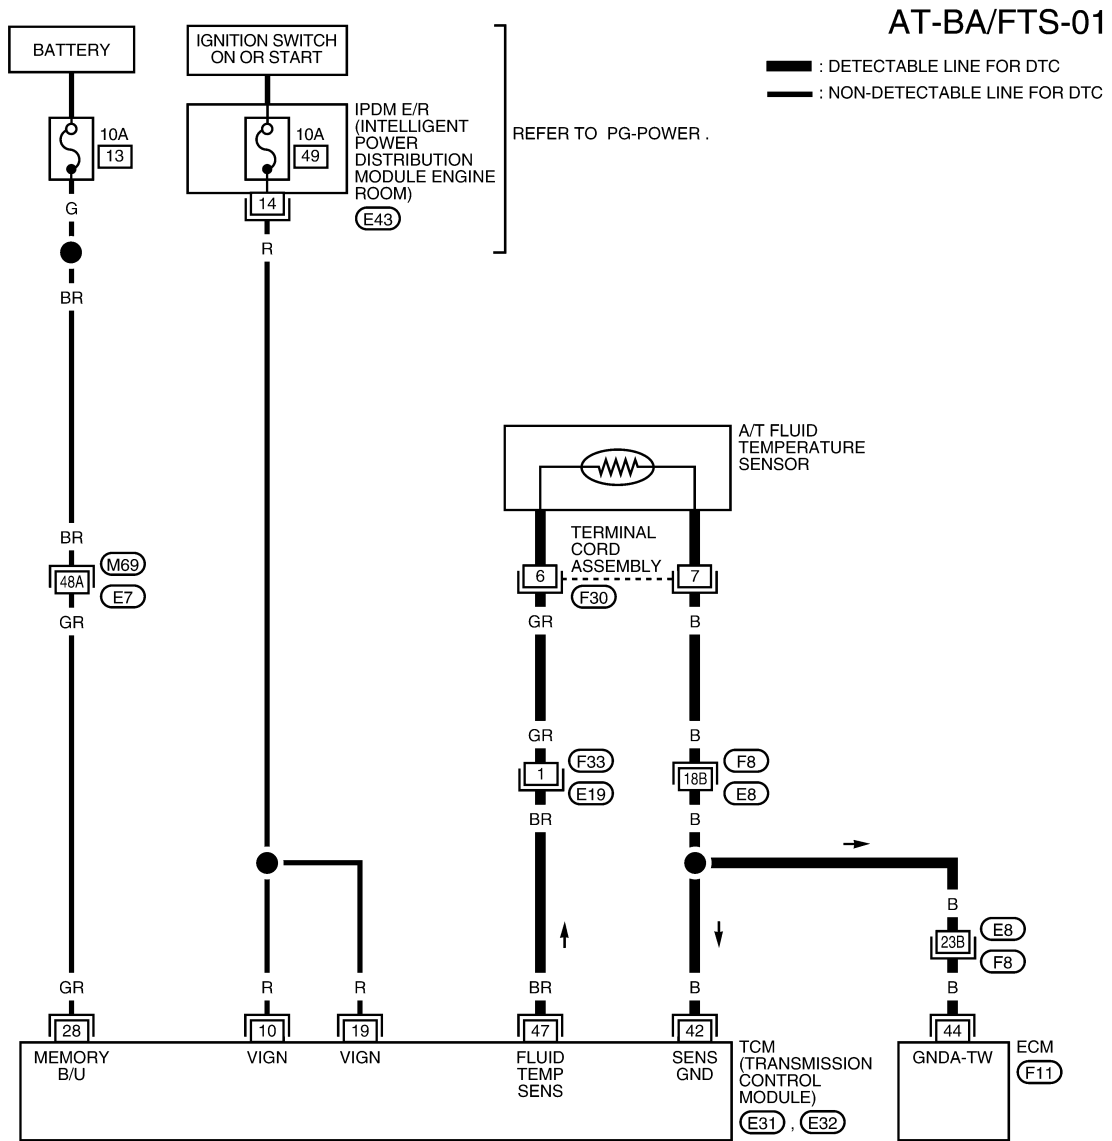 AT-BA/FTS-01
: DETECTABLE LINE FOR DTC
: NON-DETECTABLE LINE FOR DTC
BATTERY
IGNITION SWITCH
ON OR START
10A
13
10A
49
IPDM E/R
(INTELLIGENT
POWER
DISTRIBUTION
MODULE ENGINE
ROOM)
E43
REFER TO PG-POWER .
14
G
R
BR
BR
48A
M69
E7
GR
A/T FLUID
TEMPERATURE
SENSOR
TERMINAL
CORD
ASSEMBLY
6
7
F30
GR
B
GR
B
1
F33
E19
18B
F8
E8
BR
B
B
23B
E8
F8
GR
R
R
BR
B
B
28
10
19
47
42
44
MEMORY
B/U
VIGN
VIGN
FLUID
TEMP
SENS
SENS
GND
TCM
(TRANSMISSION
CONTROL
MODULE)
E31 , E32
GNDA-TW
ECM
F11